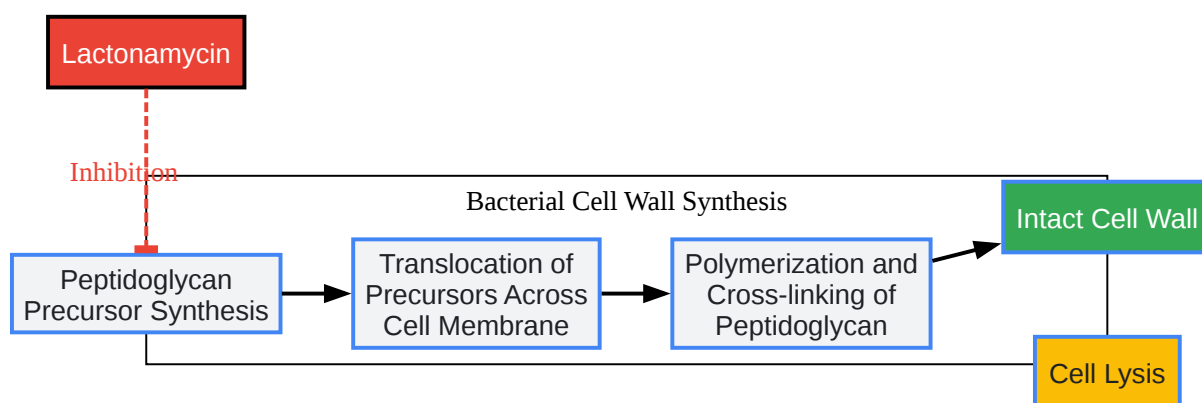 Lactonamycin
Inhibition
Bacterial Cell Wall Synthesis
Intact Cell Wall
Peptidoglycan
Precursor Synthesis
Translocation of
Precursors Across
Cell Membrane
Polymerization and
Cross-linking of
Peptidoglycan
Cell Lysis